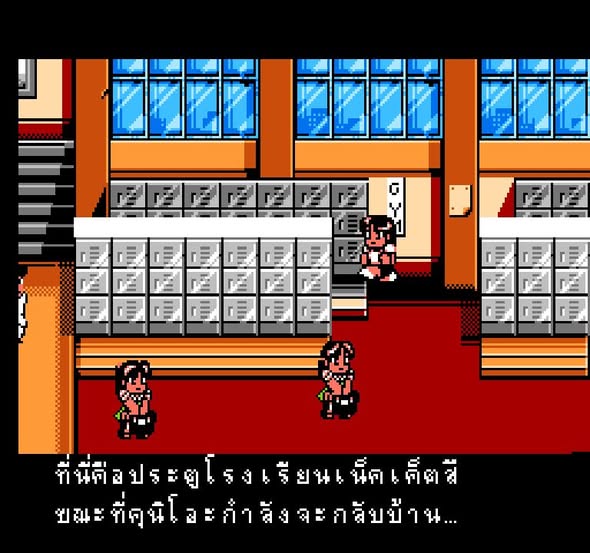 GYM
ที่นี่คือประตูโรงเรียนเน็คเค็ตสึ
ขณะที่คุนิโอะกำลังจะกลับบ้าน…